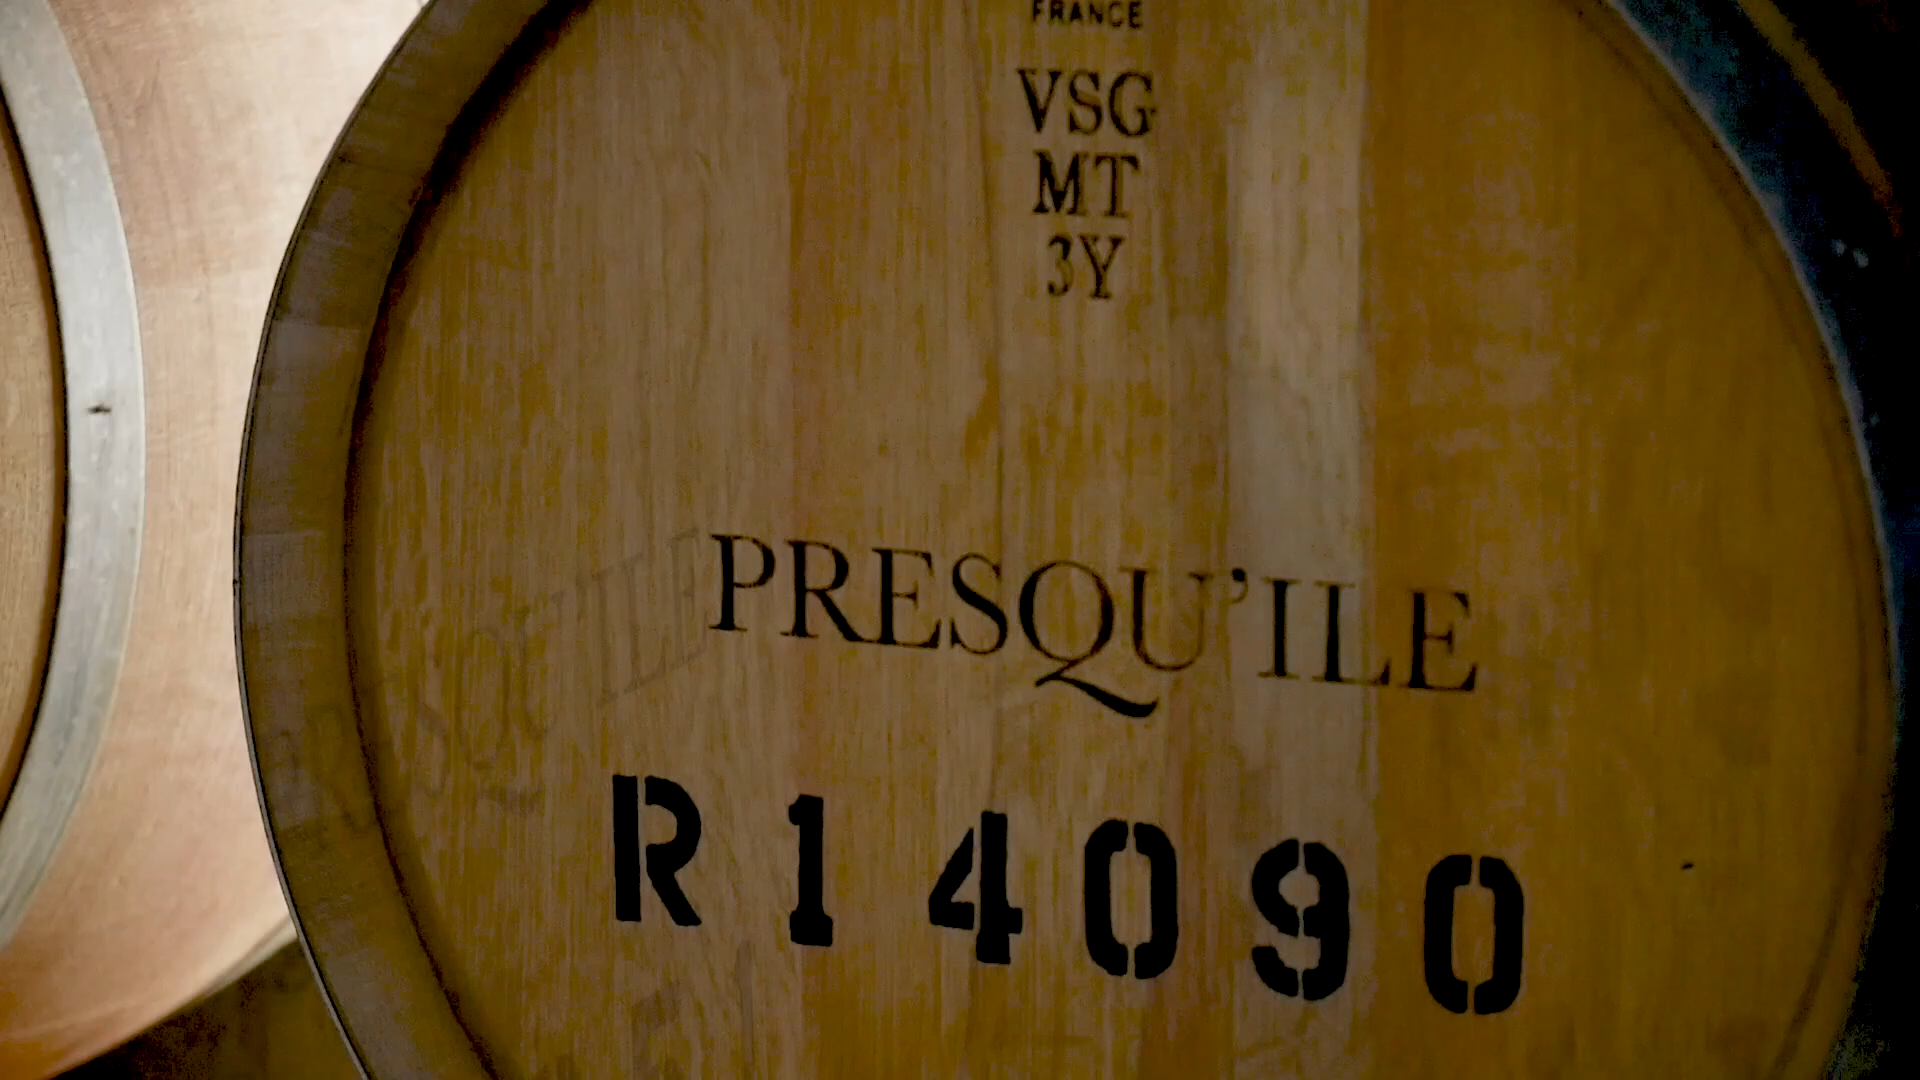 FRANCE
VSG
MT
3Y
PRESQU'ILE
R14090